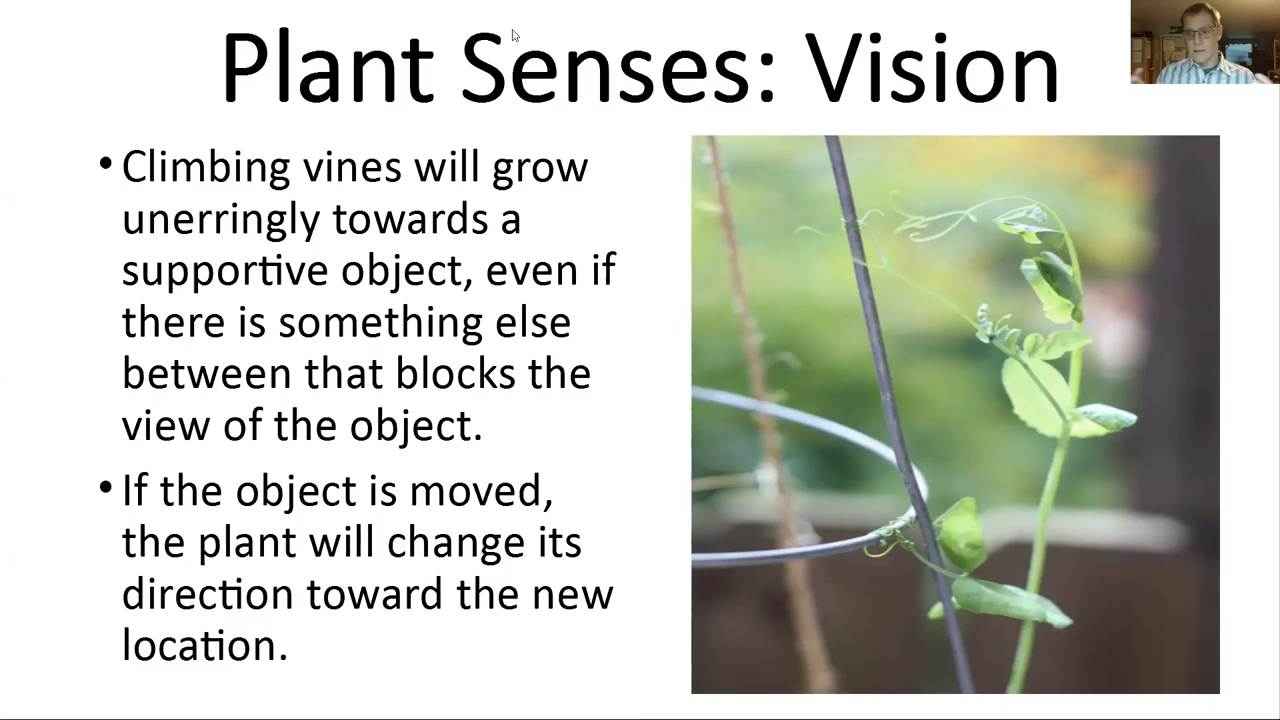 Plant Senses: Vision
• Climbing vines will grow
unerringly towards a
supportive object, even if
there is something else
between that blocks the
view of the object.
• If the object is moved,
the plant will change its
direction toward the new
location.